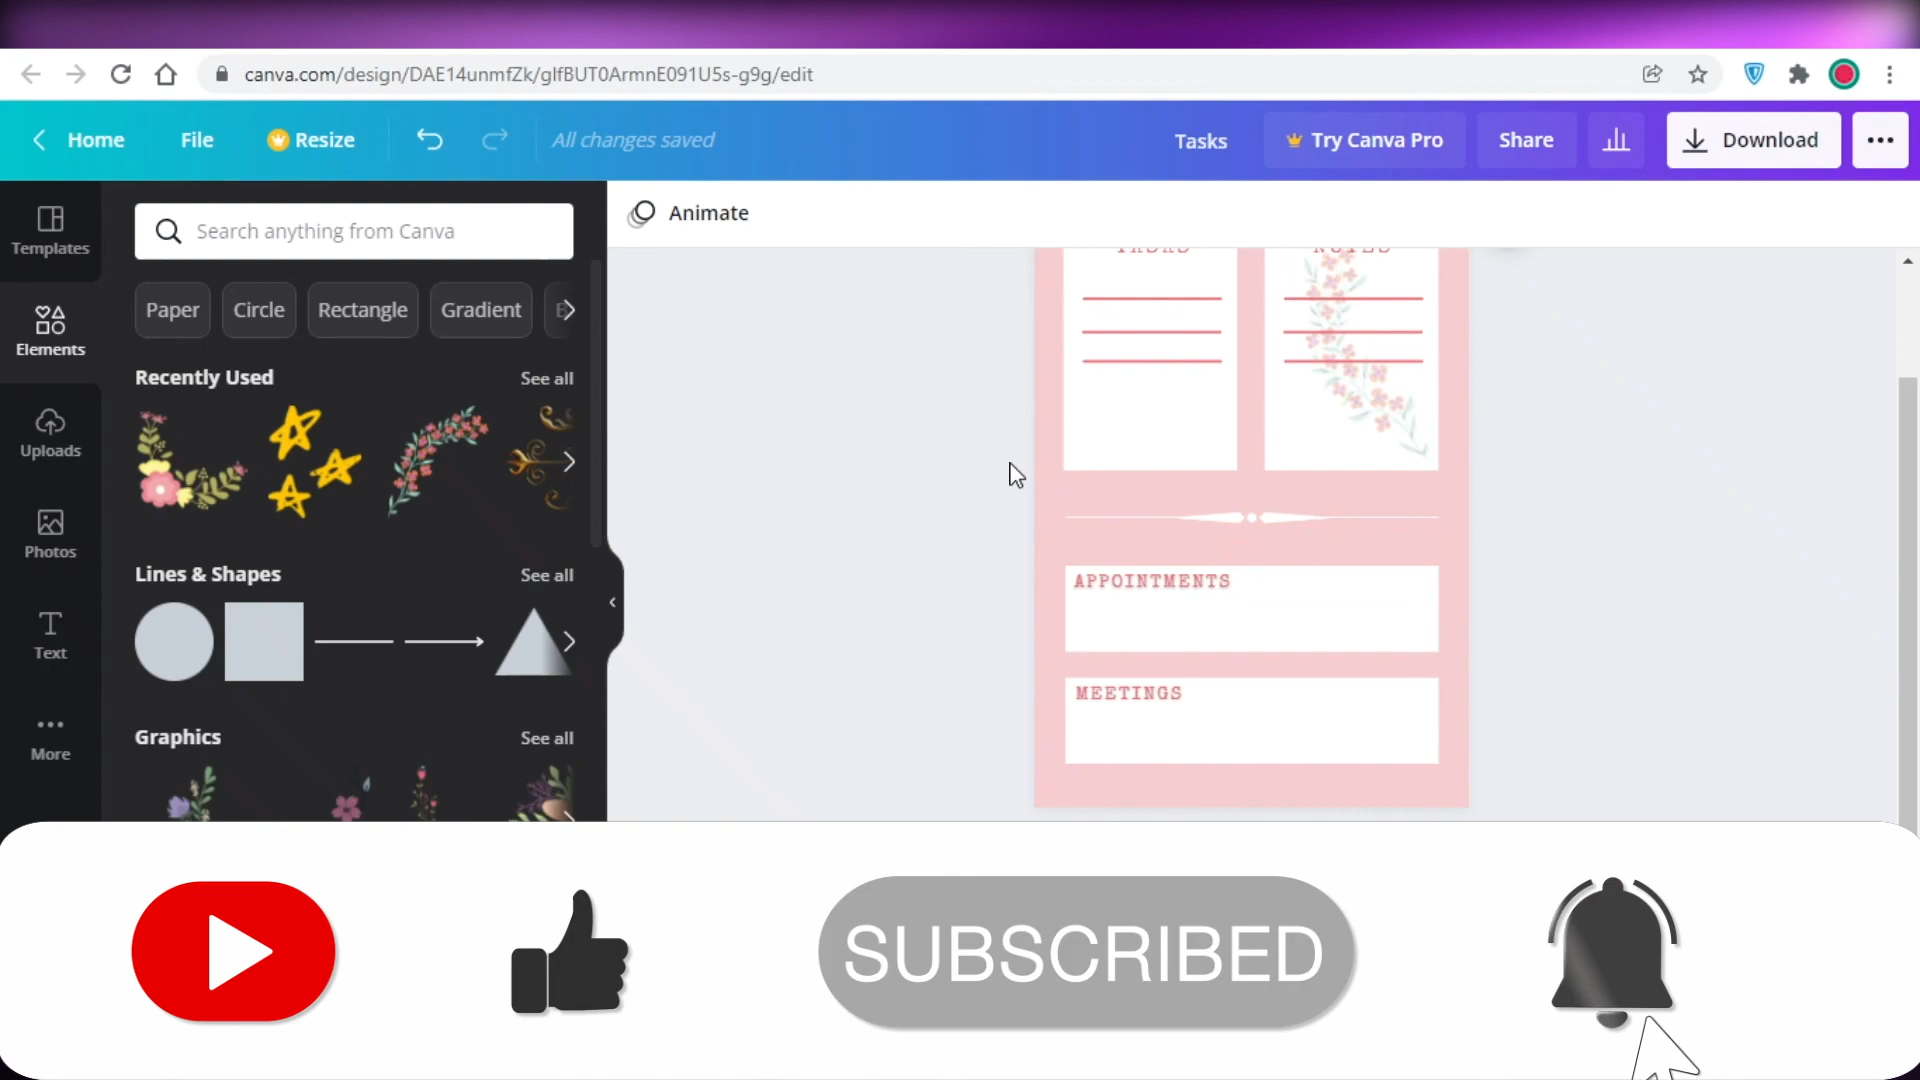 canva.com/design/DAE14unmfZk/glfBUT0ArmnE091U5s-g9g/edit
Home File Resize All changes saved Tasks Try Canva Pro Share Download
Templates
Elements
Uploads
Photos
Text
More
Search anything from Canva
Paper Circle Rectangle Gradient
Recently Used See all
Lines & Shapes See all
Graphics See all
Animate
TASKS NOTES
APPOINTMENTS
MEETINGS
SUBSCRIBED